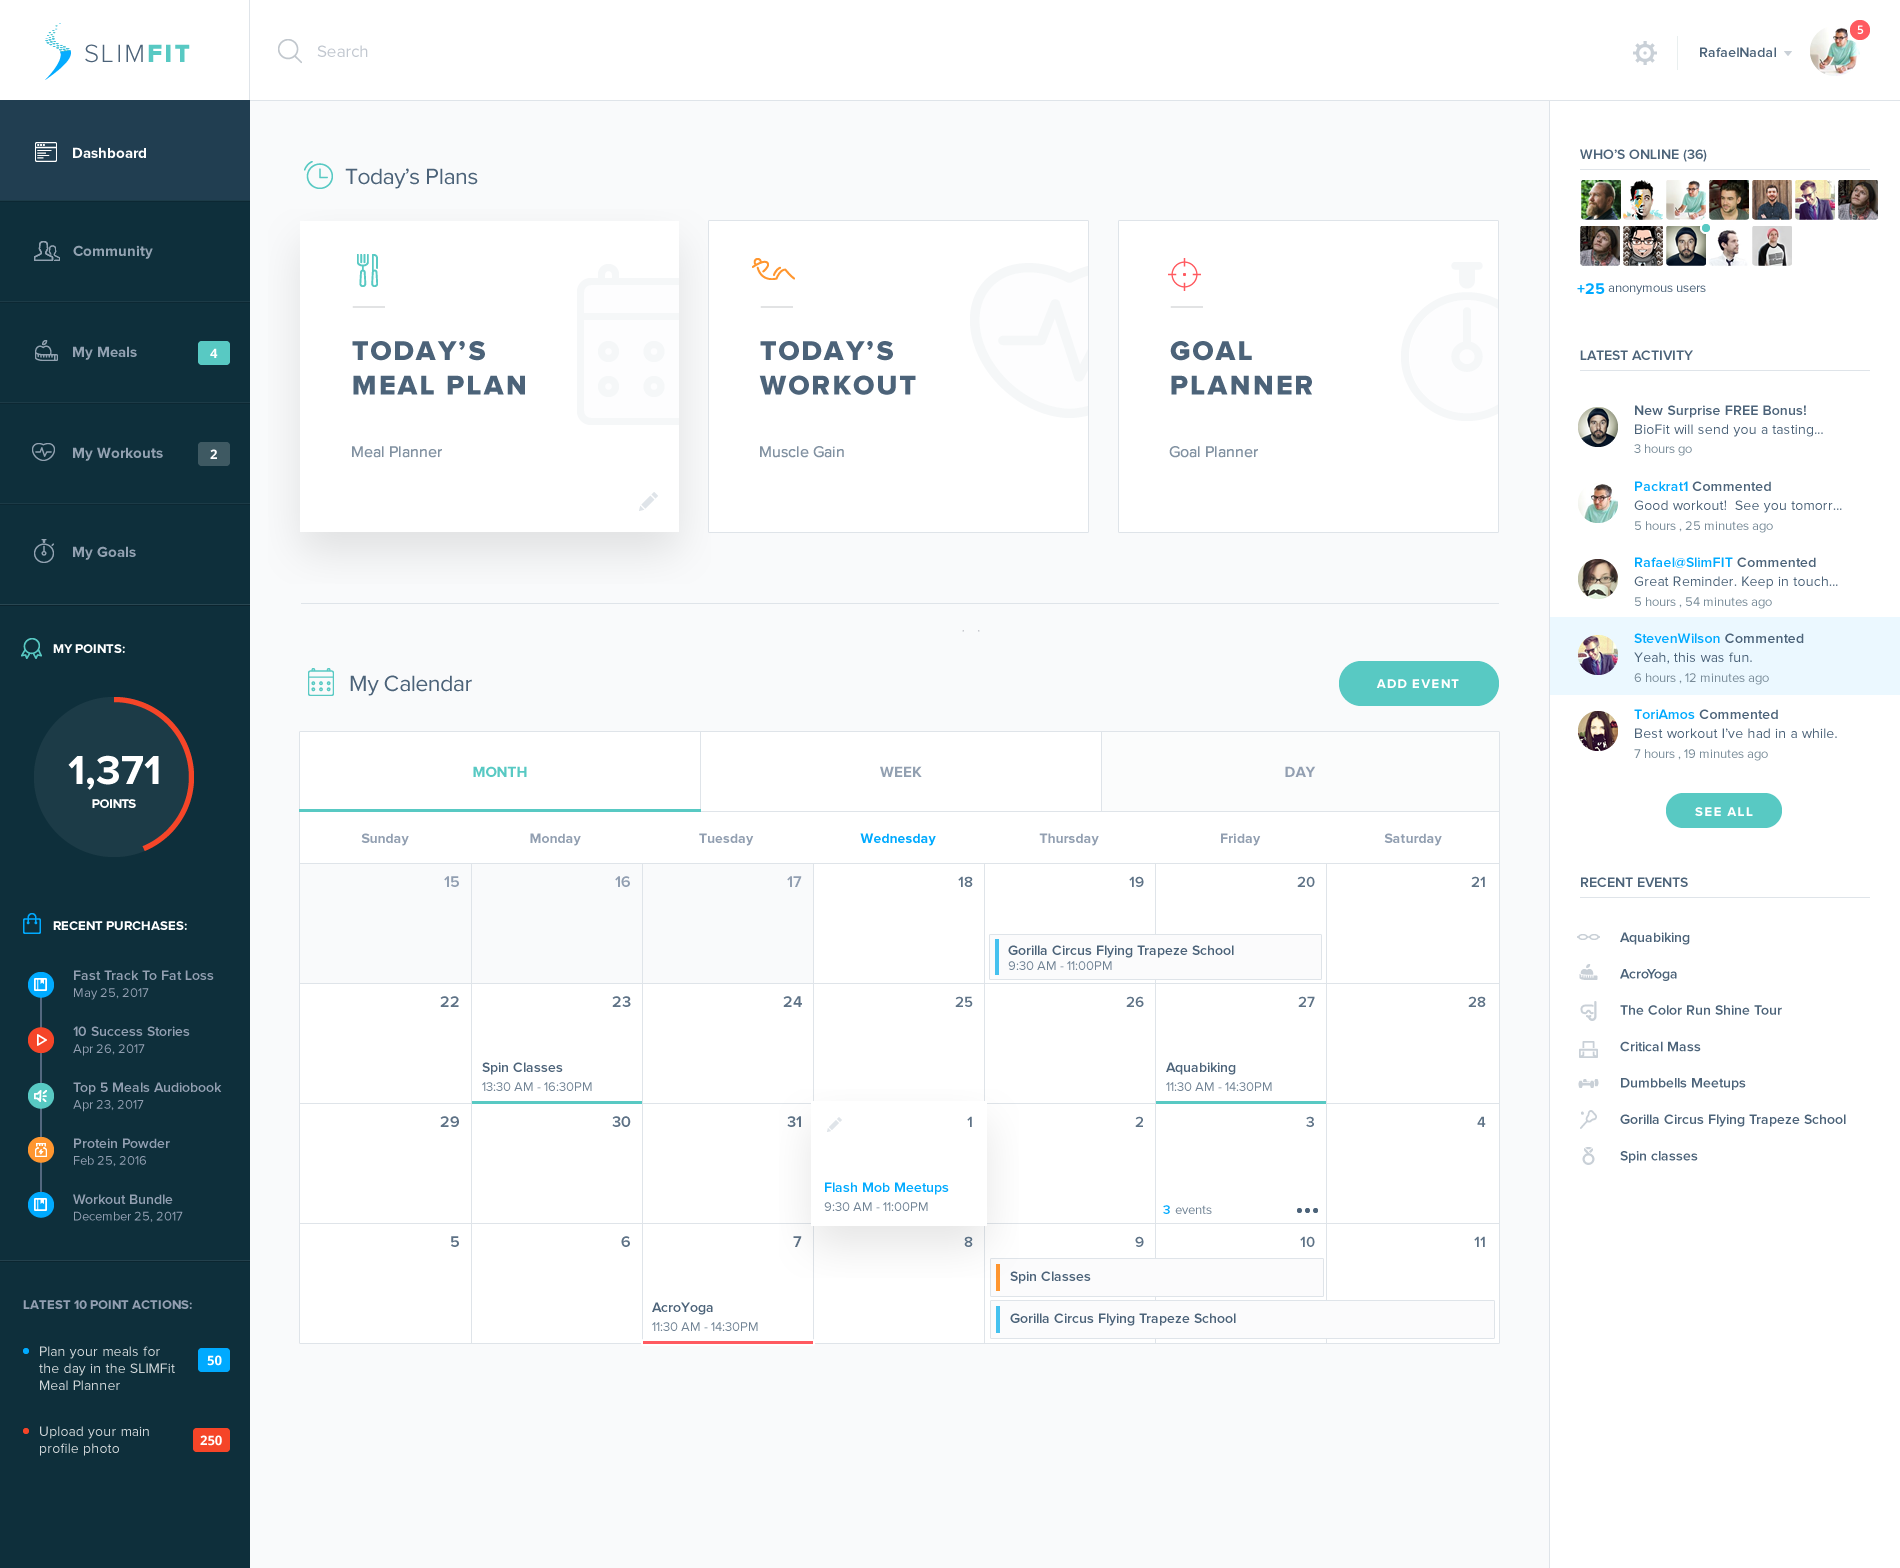 SLIMFIT
Search
RafaelNadal
5
Dashboard
Community
My Meals
4
My Workouts
2
My Goals
MY POINTS:
1,371
POINTS
RECENT PURCHASES:
Fast Track To Fat Loss
May 25, 2017
10 Success Stories
Apr 26, 2017
Top 5 Meals Audiobook
Apr 23, 2017
Protein Powder
Feb 25, 2016
Workout Bundle
December 25, 2017
LATEST 10 POINT ACTIONS:
Plan your meals for
the day in the SLIMFit
Meal Planner
50
Upload your main
profile photo
250
Today's Plans
TODAY'S
MEAL PLAN
Meal Planner
TODAY'S
WORKOUT
Muscle Gain
GOAL
PLANNER
Goal Planner
My Calendar
ADD EVENT
MONTH
WEEK
DAY
Sunday
Monday
Tuesday
Wednesday
Thursday
Friday
Saturday
15
16
17
18
19
20
21
Gorilla Circus Flying Trapeze School
9:30 AM - 11:00PM
22
23
24
25
26
27
28
Spin Classes
13:30 AM - 16:30PM
Aquabiking
11:30 AM - 14:30PM
29
30
31
1
2
3
4
Flash Mob Meetups
9:30 AM - 11:00PM
3 events
5
6
7
8
9
10
11
Spin Classes
AcroYoga
11:30 AM - 14:30PM
Gorilla Circus Flying Trapeze School
WHO'S ONLINE (36)
+25 anonymous users
LATEST ACTIVITY
New Surprise FREE Bonus!
BioFit will send you a tasting...
3 hours go
Packrat1 Commented
Good workout!  See you tomorr...
5 hours , 25 minutes ago
Rafael@SlimFIT Commented
Great Reminder. Keep in touch...
5 hours , 54 minutes ago
StevenWilson Commented
Yeah, this was fun.
6 hours , 12 minutes ago
ToriAmos Commented
Best workout I've had in a while.
7 hours , 19 minutes ago
SEE ALL
RECENT EVENTS
Aquabiking
AcroYoga
The Color Run Shine Tour
Critical Mass
Dumbbells Meetups
Gorilla Circus Flying Trapeze School
Spin classes